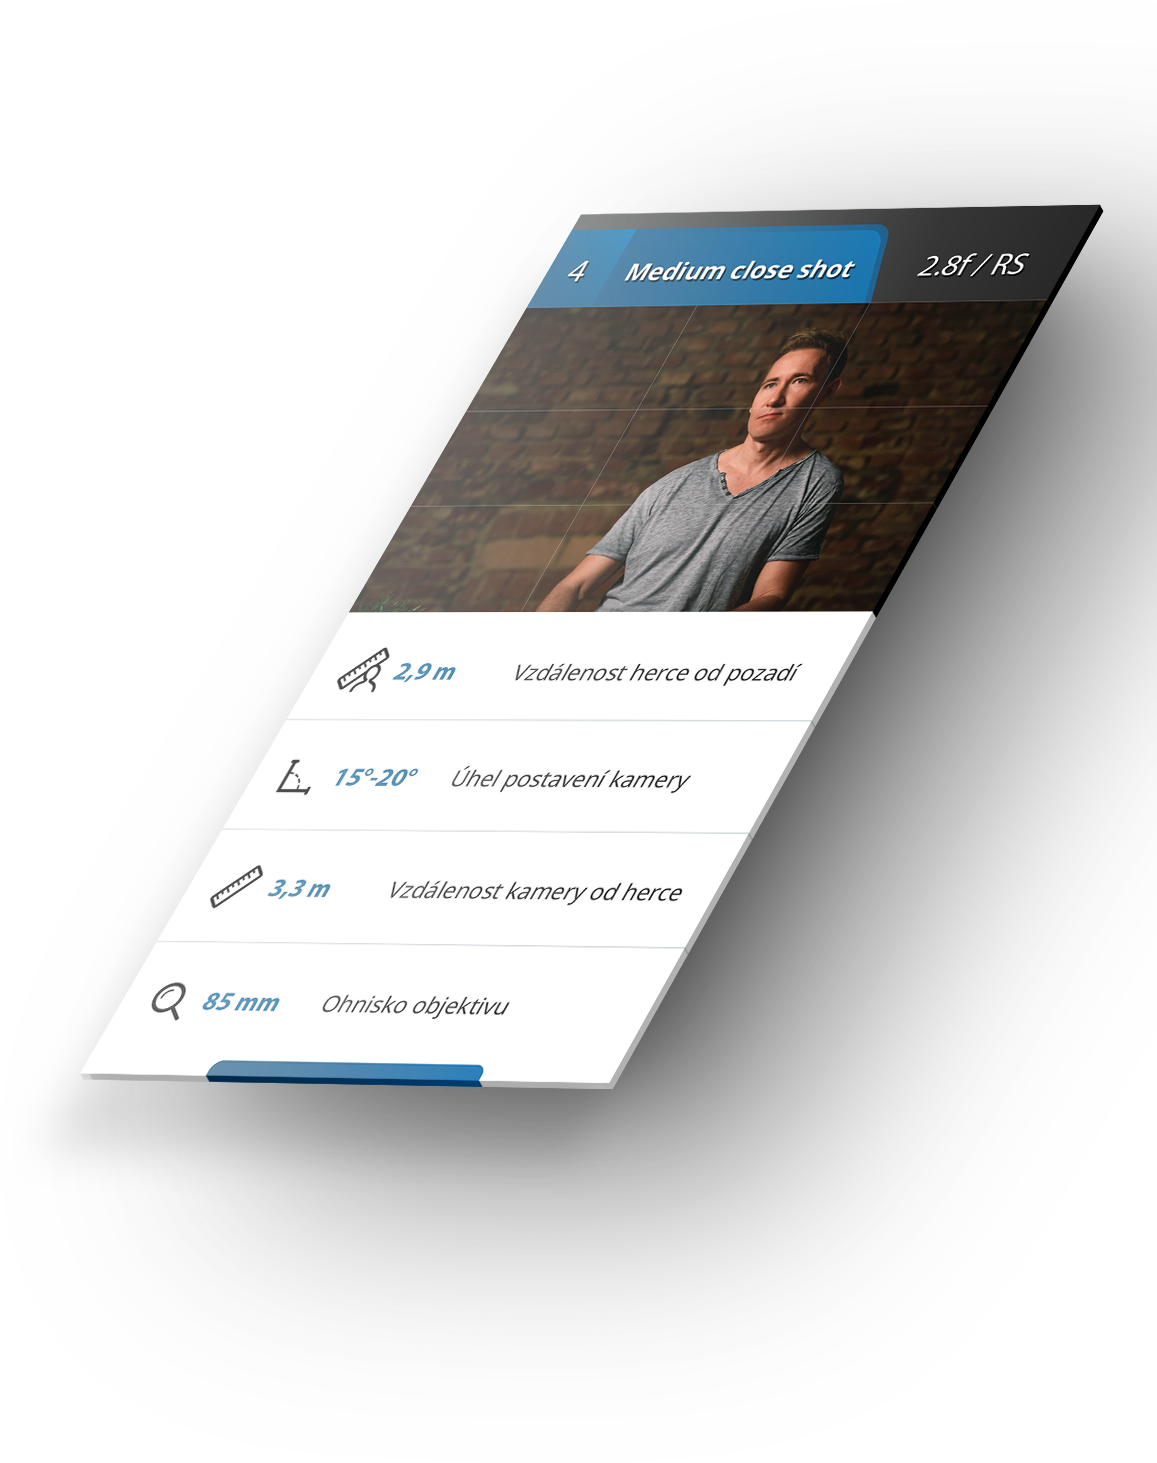 4 Medium close shot 2.8f / RS
2,9 m Vzdálenost herce od pozadí
15°-20° Úhel postavení kamery
3,3 m Vzdálenost kamery od herce
85 mm Ohnisko objektivu